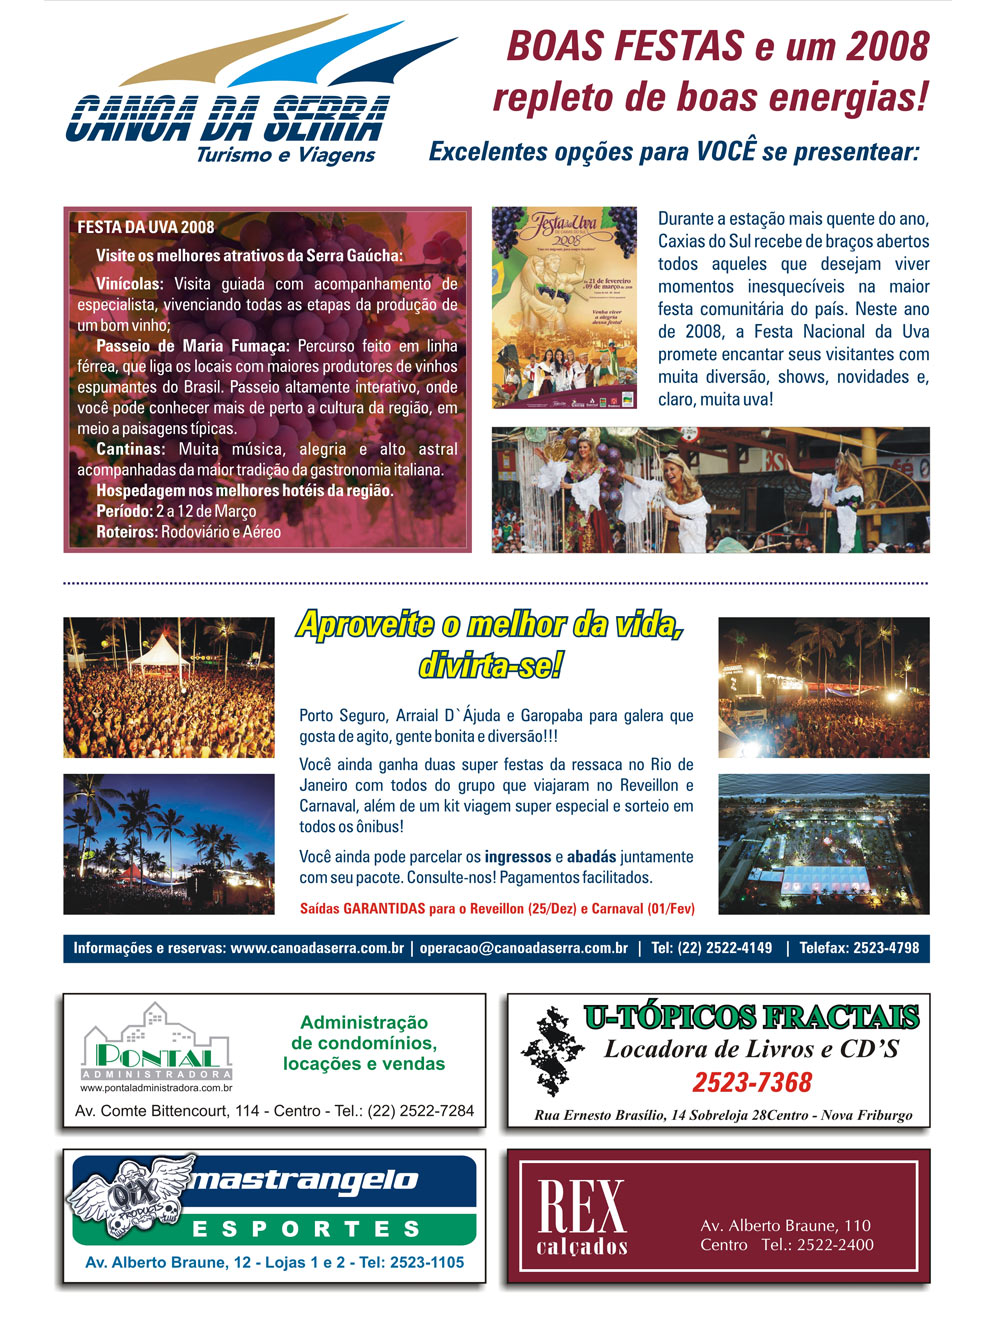 CANOA DA SERRA
Turismo e Viagens
BOAS FESTAS e um 2008
repleto de boas energias!
Excelentes opções para VOCÊ se presentear:
FESTA DA UVA 2008
Visite os melhores atrativos da Serra Gaúcha:
Vinícolas: Visita guiada com acompanhamento de
especialista, vivenciando todas as etapas da produção de
um bom vinho;
Passeio de Maria Fumaça: Percurso feito em linha
férrea, que liga os locais com maiores produtores de vinhos
espumantes do Brasil. Passeio altamente interativo, onde
você pode conhecer mais de perto a cultura da região, em
meio a paisagens típicas.
Cantinas: Muita música, alegria e alto astral
acompanhadas da maior tradição da gastronomia italiana.
Hospedagem nos melhores hotéis da região.
Período: 2 a 12 de Março
Roteiros: Rodoviário e Aéreo
Festa da Uva
2008
21 de fevereiro
09 de março
Venha viver
a alegria
dessa festa!
Durante a estação mais quente do ano,
Caxias do Sul recebe de braços abertos
todos aqueles que desejam viver
momentos inesquecíveis na maior
festa comunitária do país. Neste ano
de 2008, a Festa Nacional da Uva
promete encantar seus visitantes com
muita diversão, shows, novidades e,
claro, muita uva!
Aproveite o melhor da vida,
divirta-se!
Porto Seguro, Arraial D`Ájuda e Garopaba para galera que
gosta de agito, gente bonita e diversão!!!
Você ainda ganha duas super festas da ressaca no Rio de
Janeiro com todos do grupo que viajaram no Reveillon e
Carnaval, além de um kit viagem super especial e sorteio em
todos os ônibus!
Você ainda pode parcelar os ingressos e abadás juntamente
com seu pacote. Consulte-nos! Pagamentos facilitados.
Saídas GARANTIDAS para o Reveillon (25/Dez) e Carnaval (01/Fev)
Informações e reservas: www.canoadaserra.com.br | operacao@canoadaserra.com.br | Tel: (22) 2522-4149 | Telefax: 2523-4798
PONTAL
ADMINISTRADORA
www.pontaladministradora.com.br
Administração
de condomínios,
locações e vendas
Av. Comte Bittencourt, 114 - Centro - Tel.: (22) 2522-7284
U-TÓPICOS FRACTAIS
Locadora de Livros e CD'S
2523-7368
Rua Ernesto Brasílio, 14 Sobreloja 28Centro - Nova Friburgo
QIX
PRODUCTS
mastrangelo
ESPORTES
Av. Alberto Braune, 12 - Lojas 1 e 2 - Tel: 2523-1105
REX
calçados
Av. Alberto Braune, 110
Centro Tel.: 2522-2400